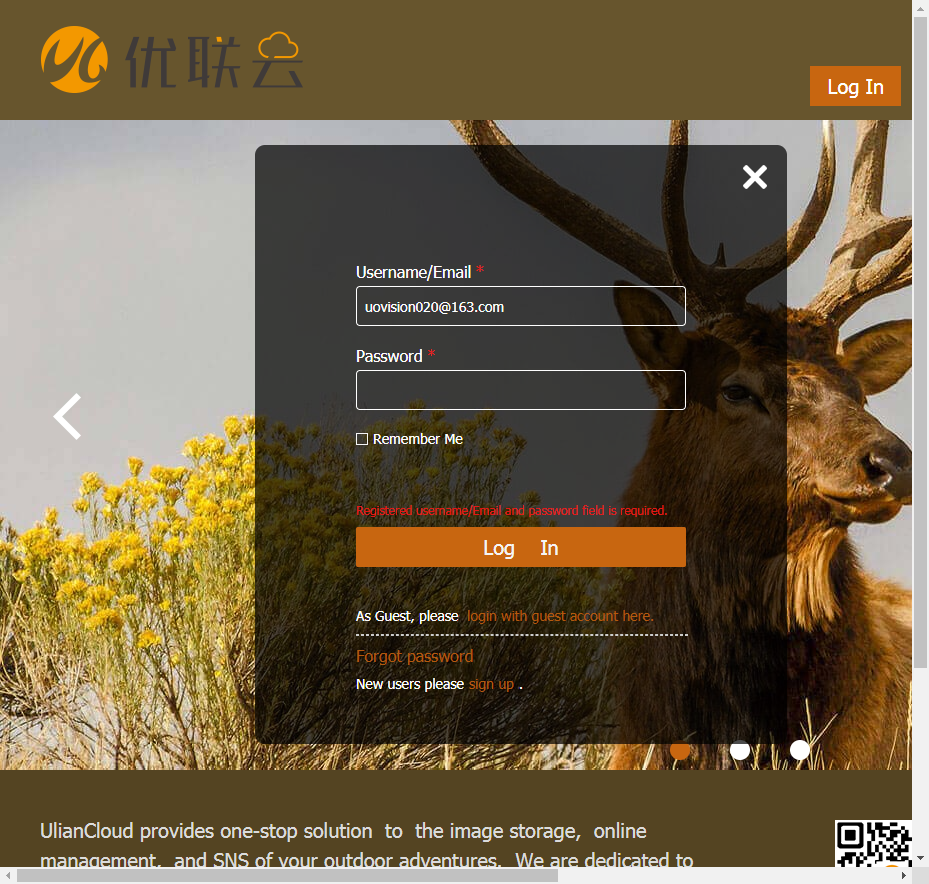 优联云
Log In
Username/Email *
uovision020@163.com
Password *
Remember Me
Registered username/Email and password field is required.
Log In
As Guest, please login with guest account here.
Forgot password
New users please sign up .
UlianCloud provides one-stop solution to the image storage, online
management, and SNS of your outdoor adventures. We are dedicated to